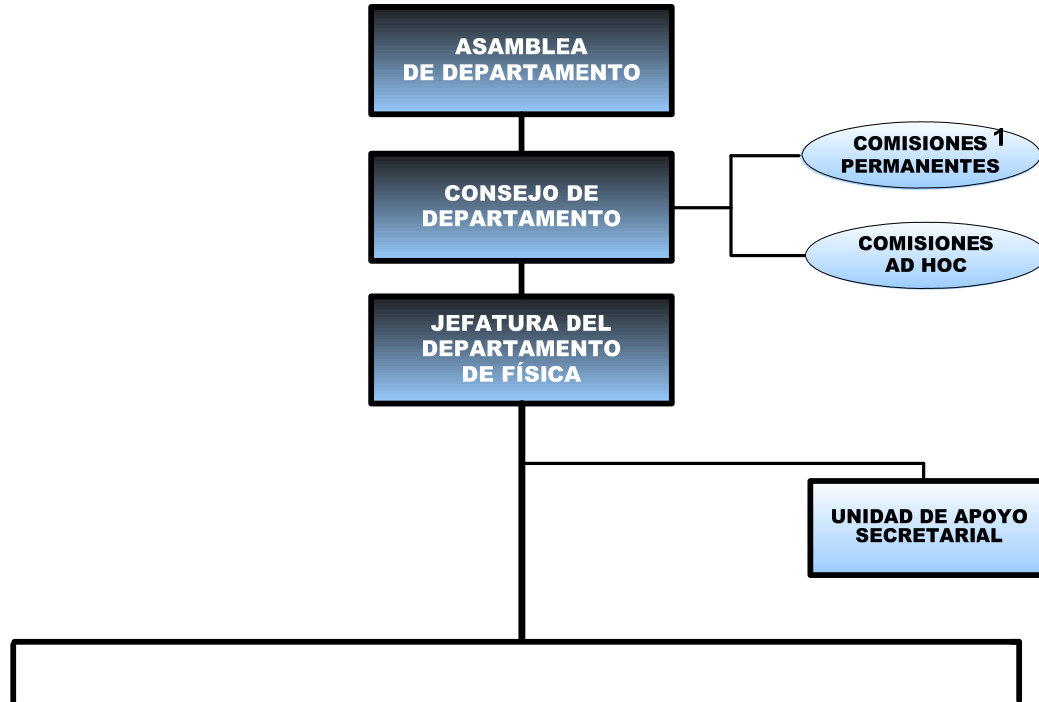 ASAMBLEA
DE DEPARTAMENTO
CONSEJO DE
DEPARTAMENTO
COMISIONES 1
PERMANENTES
COMISIONES
AD HOC
JEFATURA DEL
DEPARTAMENTO
DE FÍSICA
UNIDAD DE APOYO
SECRETARIAL